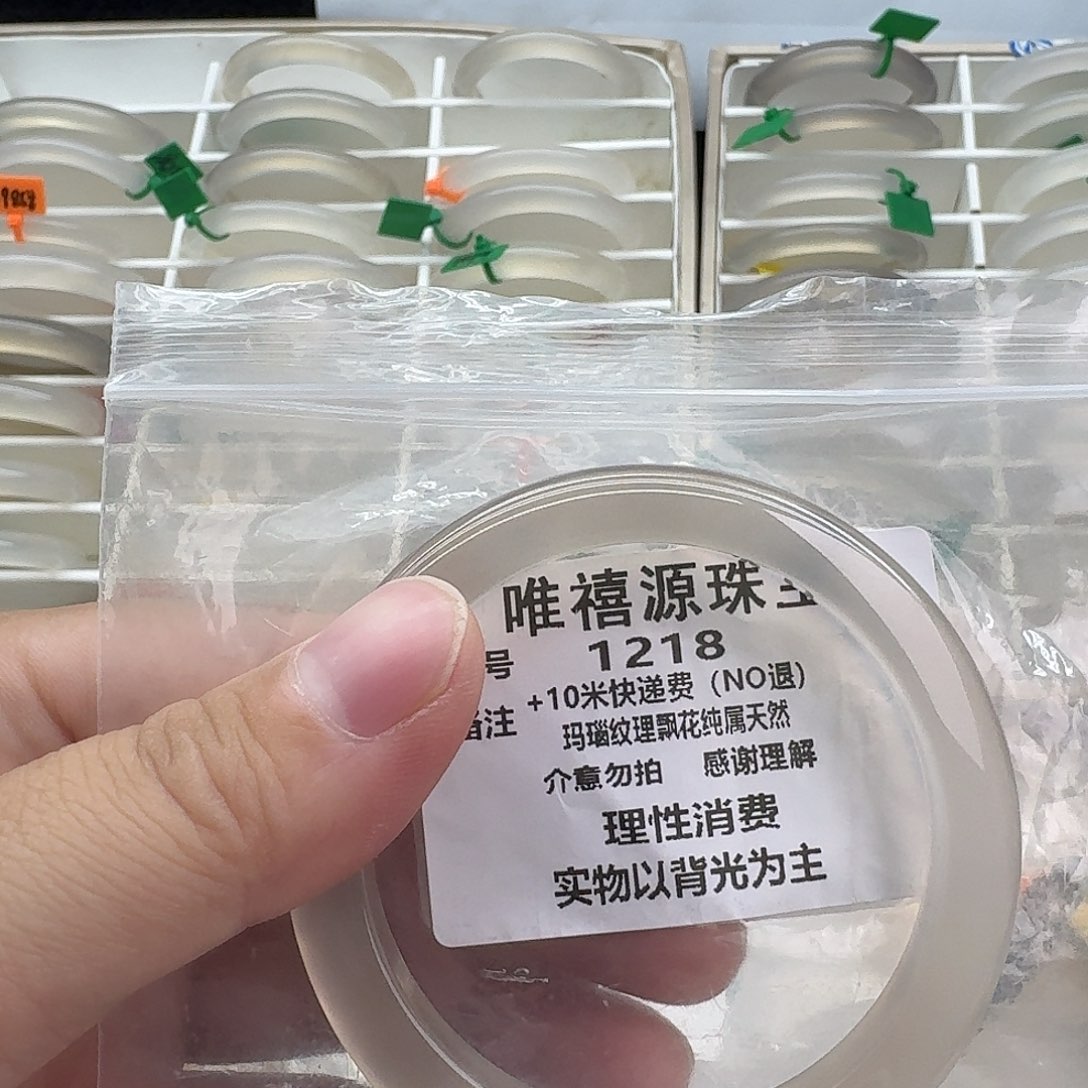 唯禧源珠宝
号 1218
+10米快递费（NO退）
备注 玛瑙纹理飘花纯属天然
介意勿拍 感谢理解
理性消费
实物以背光为主